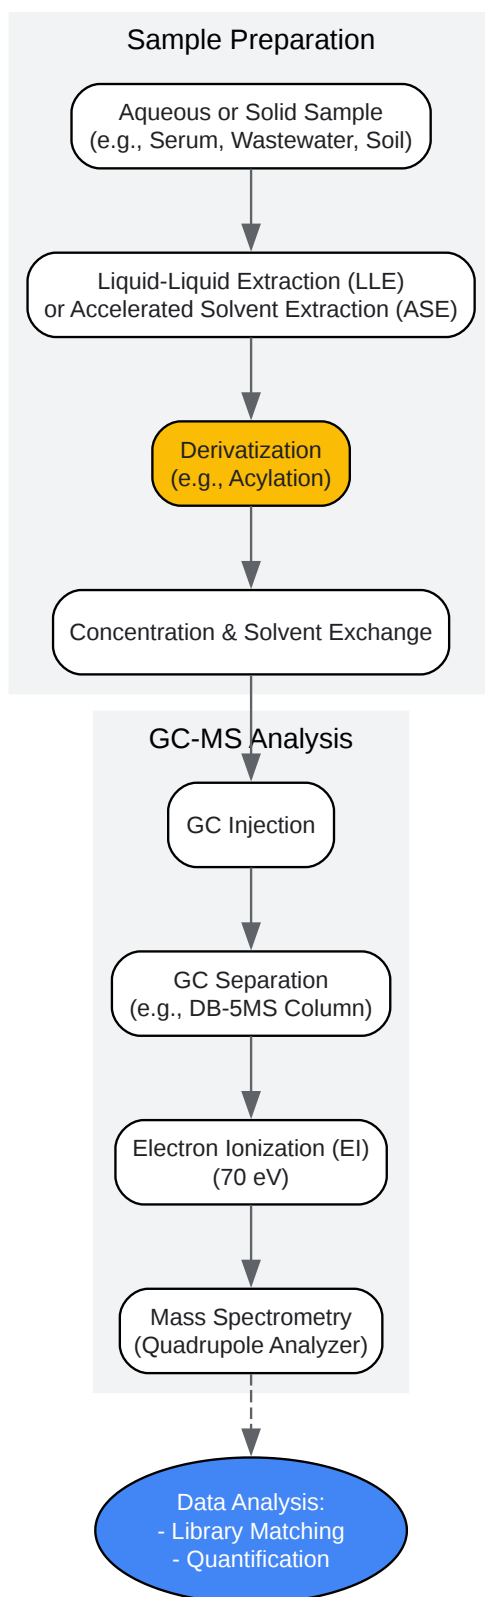 Sample Preparation
Aqueous or Solid Sample
(e.g., Serum, Wastewater, Soil)
Liquid-Liquid Extraction (LLE)
or Accelerated Solvent Extraction (ASE)
Derivatization
(e.g., Acylation)
Concentration & Solvent Exchange
GC-MS Analysis
GC Injection
GC Separation
(e.g., DB-5MS Column)
Electron Ionization (EI)
(70 eV)
Mass Spectrometry
(Quadrupole Analyzer)
Data Analysis:
- Library Matching
- Quantification